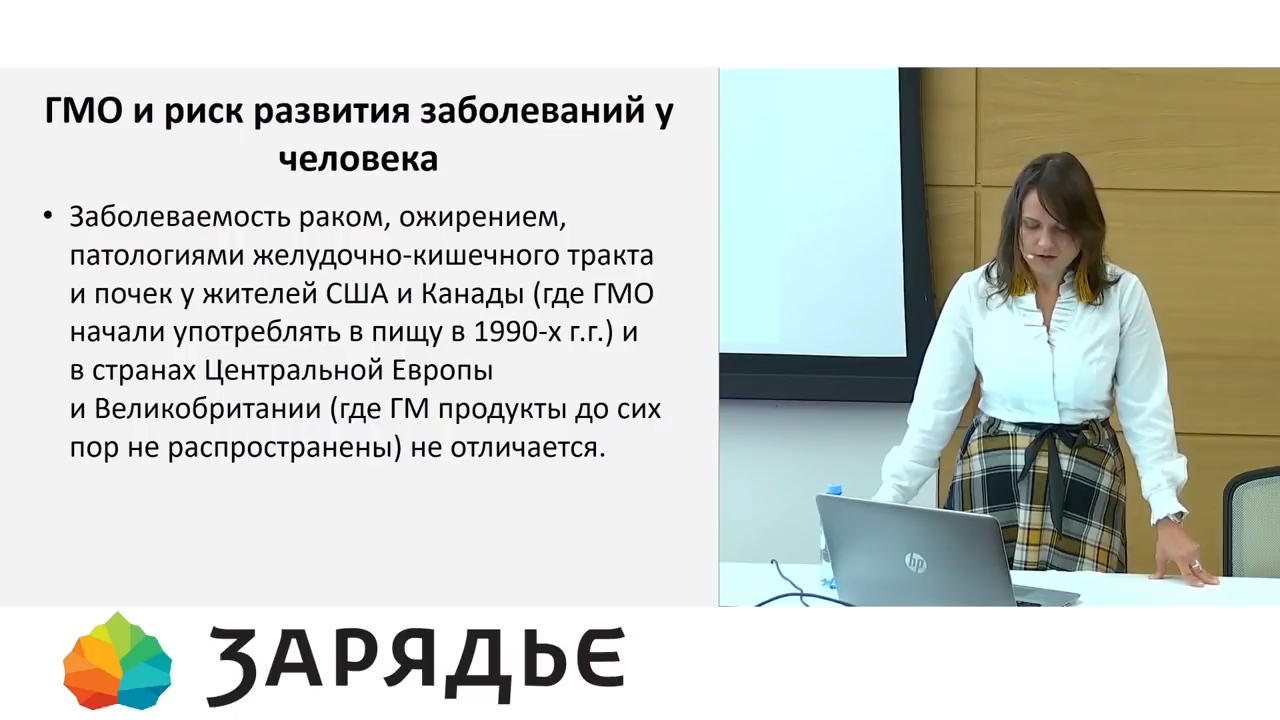 ГМО и риск развития заболеваний у
человека
• Заболеваемость раком, ожирением,
патологиями желудочно-кишечного тракта
и почек у жителей США и Канады (где ГМО
начали употреблять в пищу в 1990-х г.г.) и
в странах Центральной Европы
и Великобритании (где ГМ продукты до сих
пор не распространены) не отличается.
hp
ЗАРЯДЬЕ